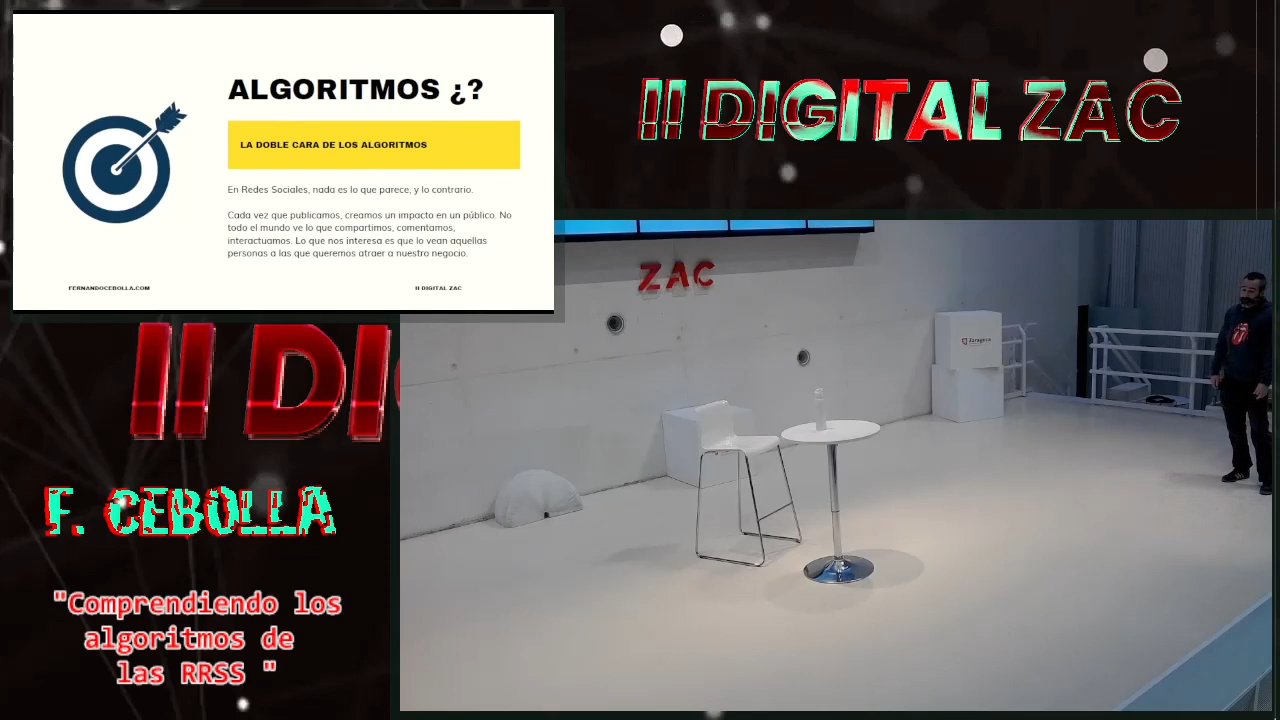 ALGORITMOS ¿?
LA DOBLE CARA DE LOS ALGORITMOS
En Redes Sociales, nada es lo que parece, y lo contrario.
Cada vez que publicamos, creamos un impacto en un público. No
todo el mundo ve lo que compartimos, comentamos,
interactuamos. Lo que nos interesa es que lo vean aquellas
personas a las que queremos atraer a nuestro negocio.
FERNANDOCEBOLLA.COM
II DIGITAL ZAC
II DIGITAL ZAC
ZAC
Zaragoza
II DI
F. CEBOLLA
"Comprendiendo los
algoritmos de
las RRSS "